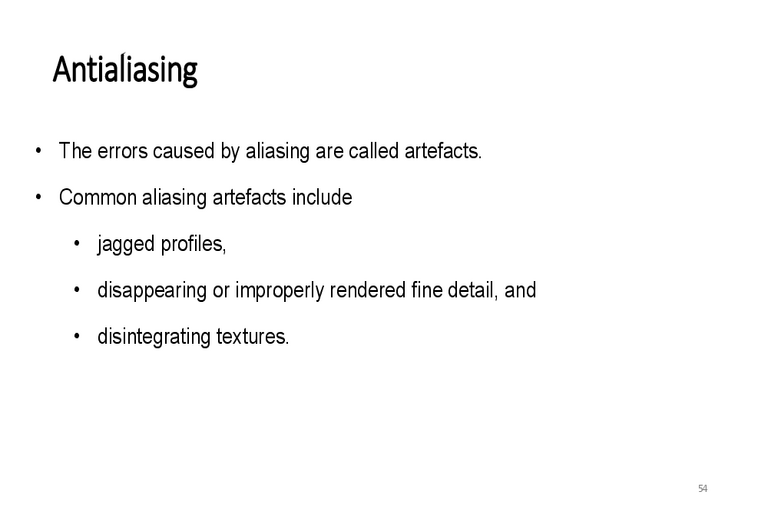 Antialiasing
• The errors caused by aliasing are called artefacts.
• Common aliasing artefacts include
• jagged profiles,
• disappearing or improperly rendered fine detail, and
• disintegrating textures.
54